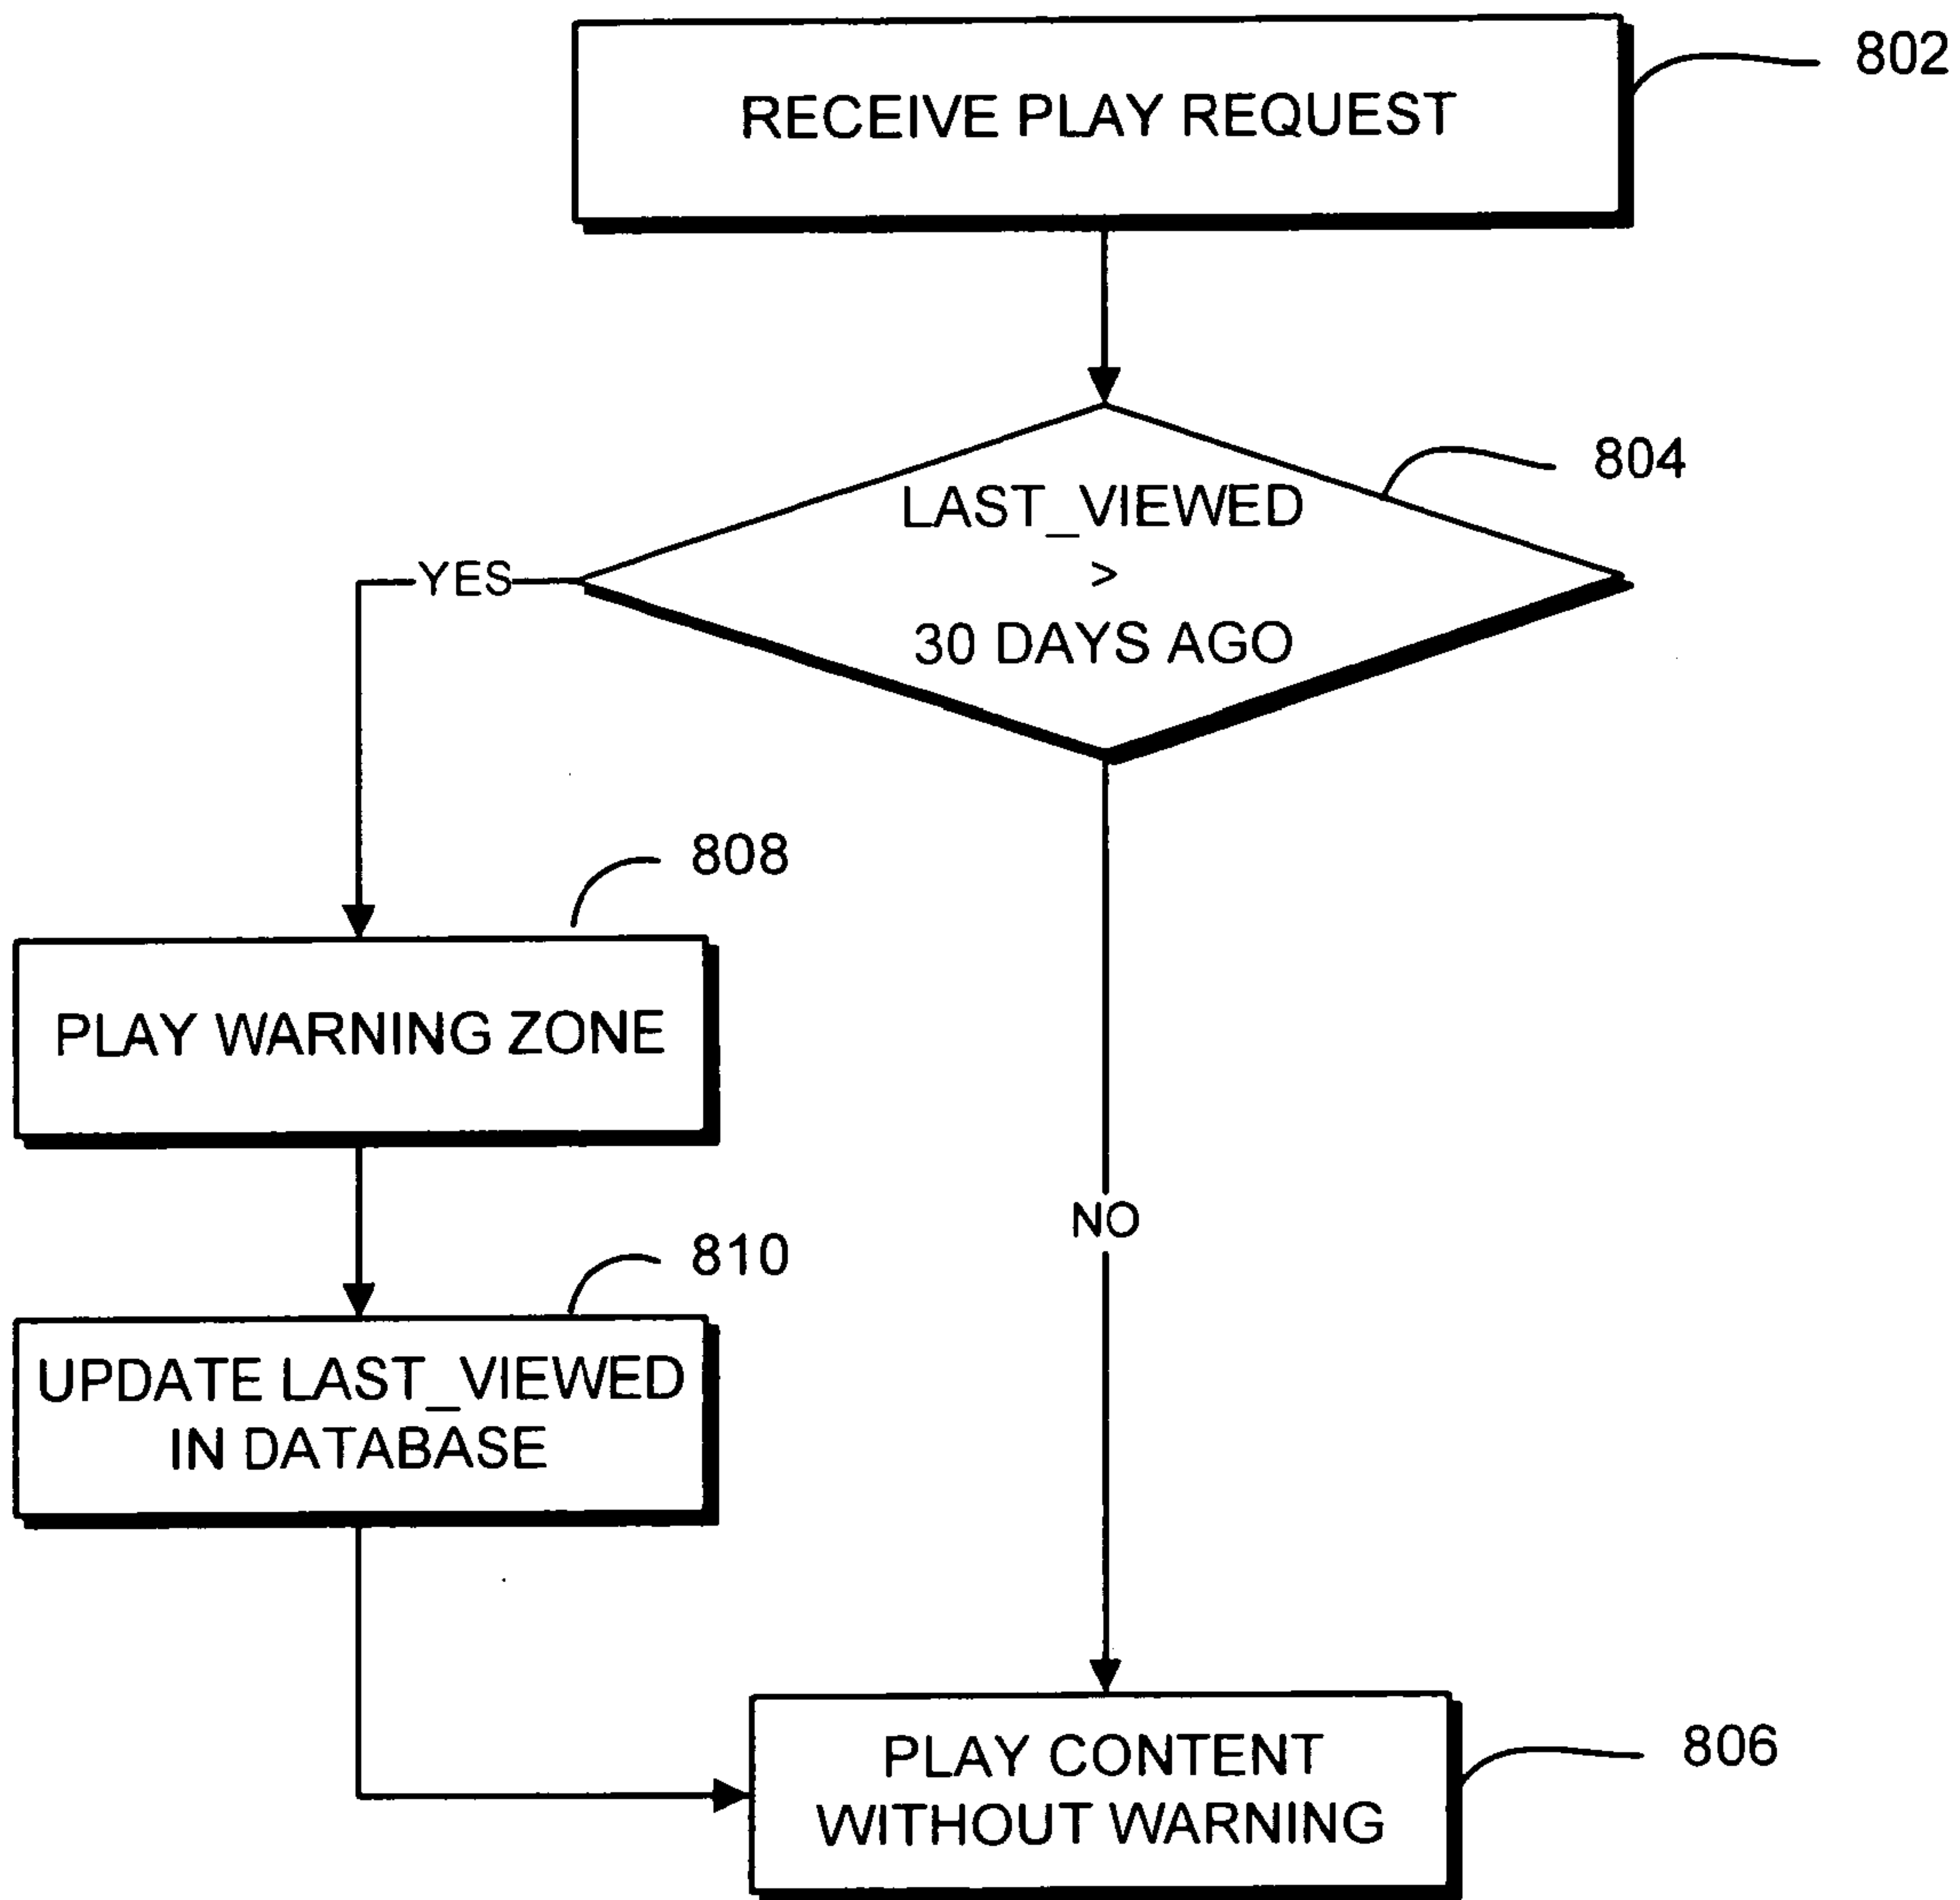 RECEIVE PLAY REQUEST
802
LAST_VIEWED
>
30 DAYS AGO
804
YES
808
PLAY WARNING ZONE
NO
810
UPDATE LAST_VIEWED
IN DATABASE
PLAY CONTENT
WITHOUT WARNING
806